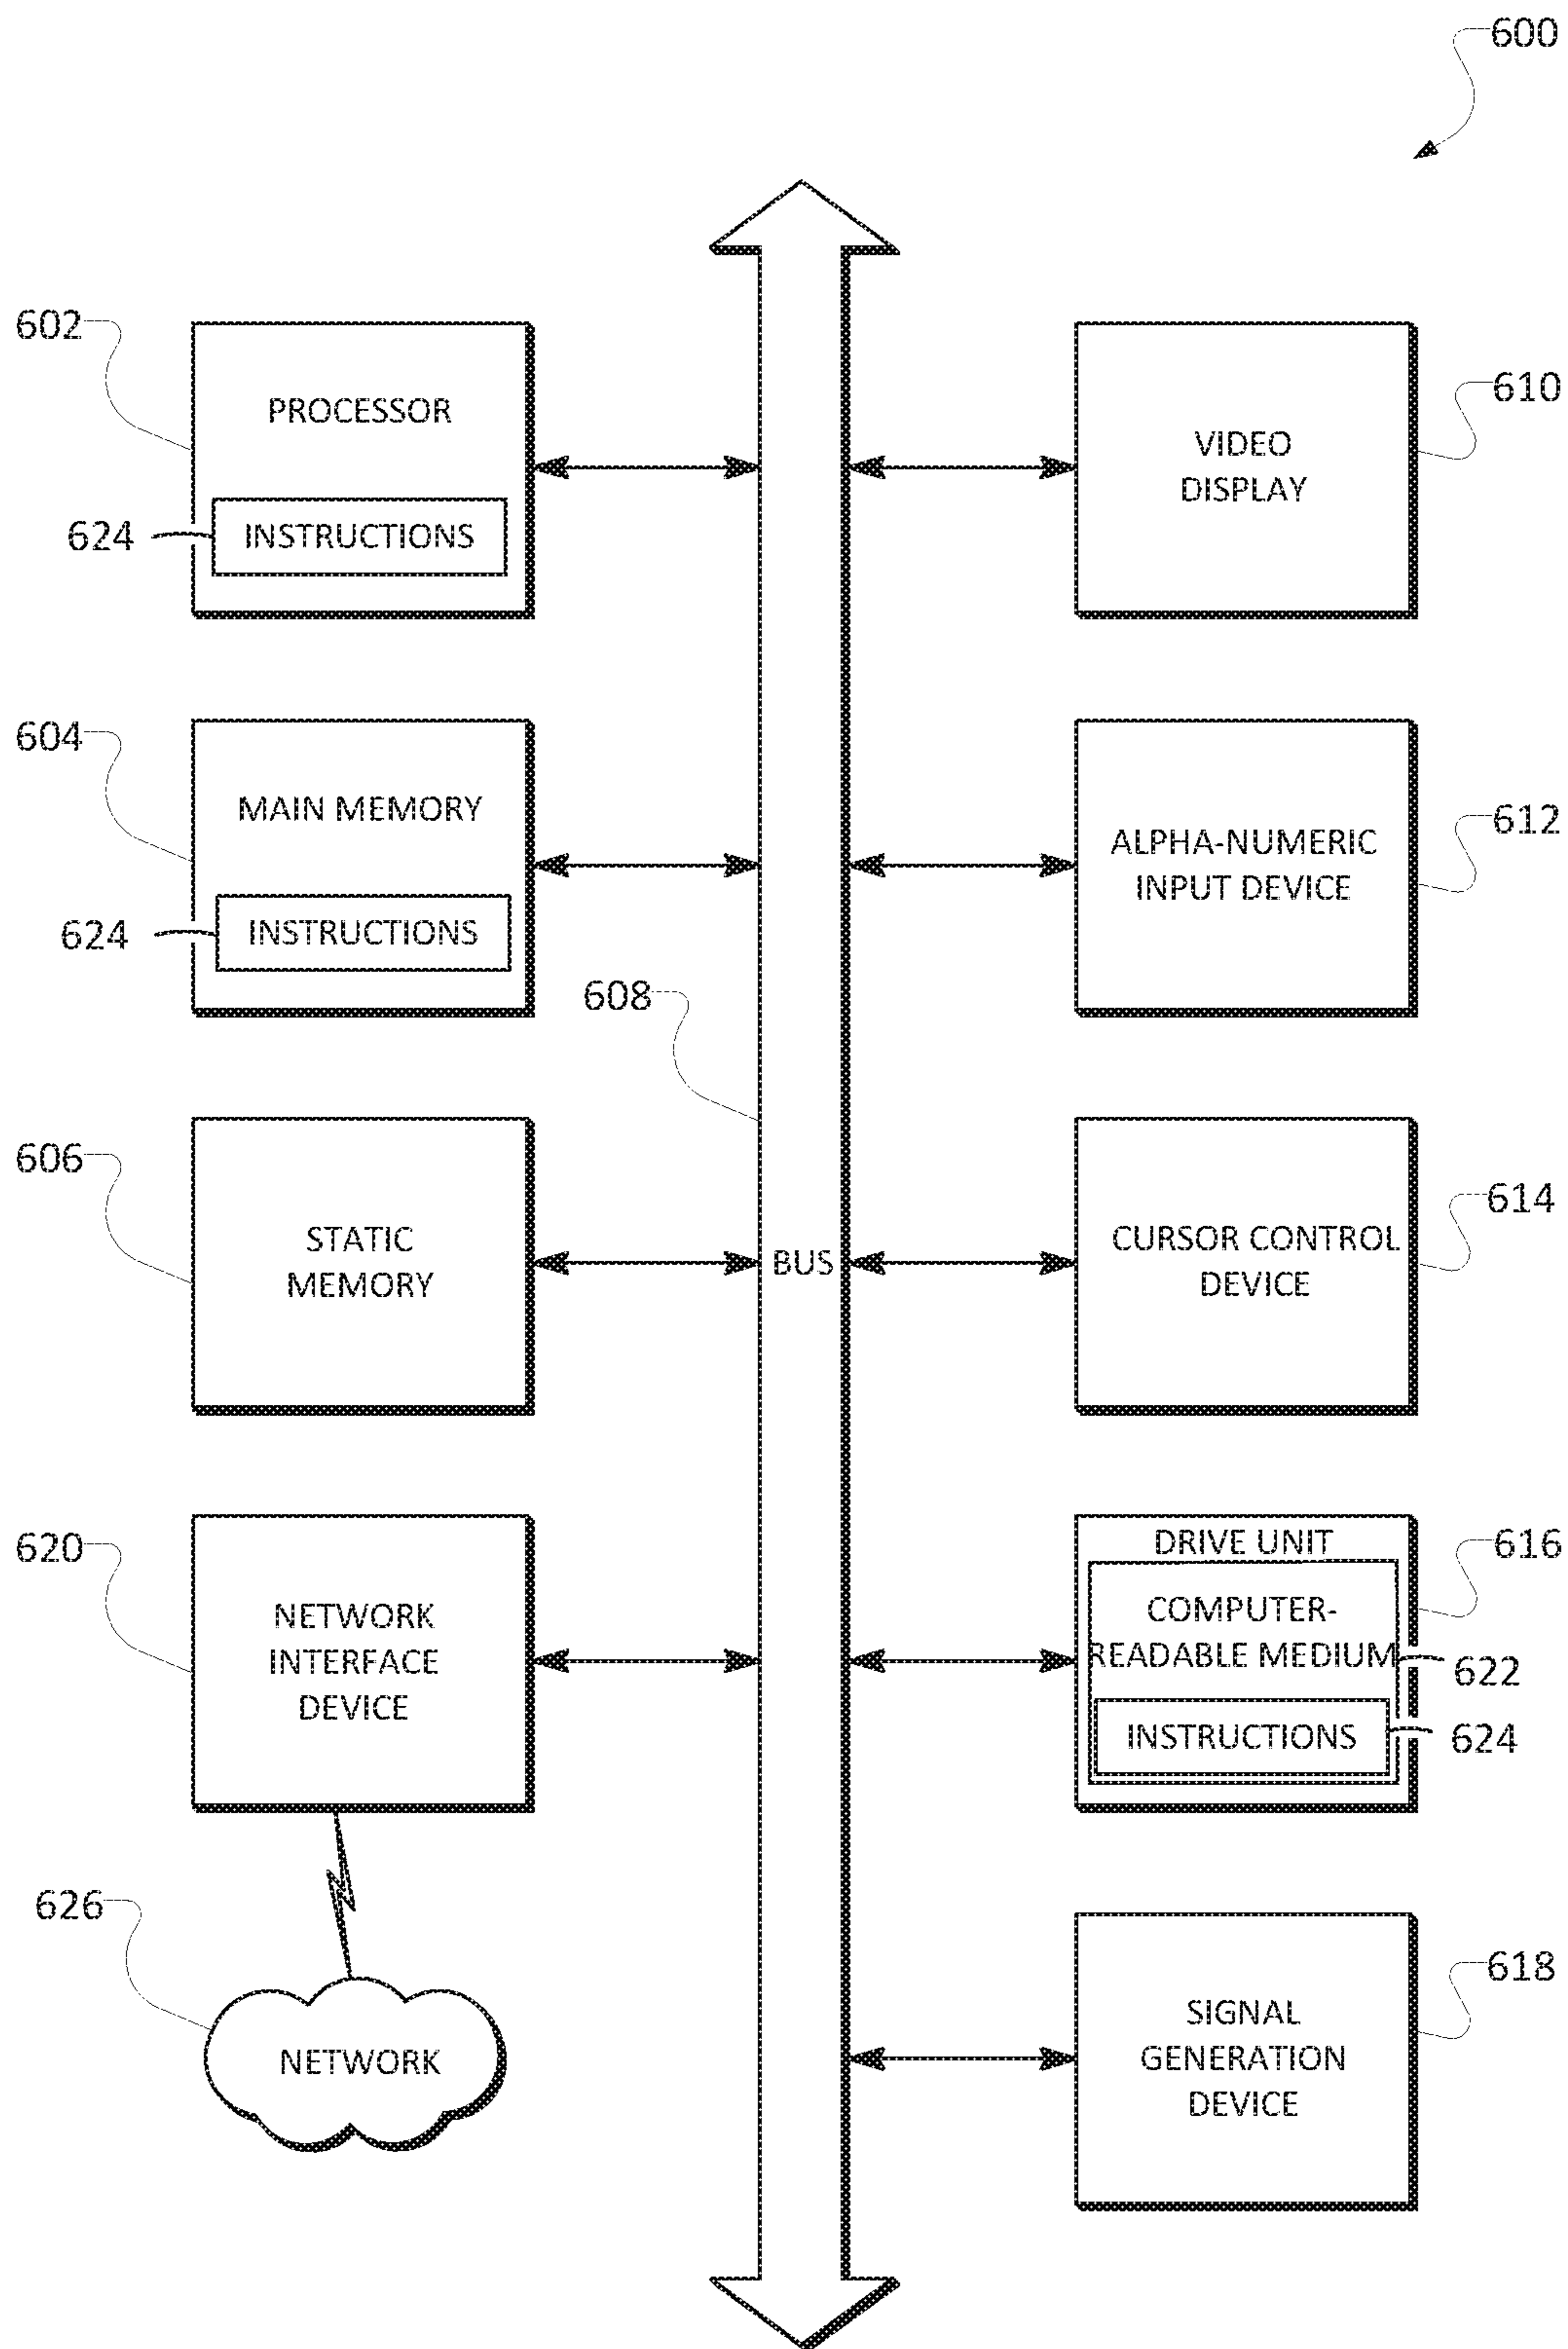 600
602
PROCESSOR
624
INSTRUCTIONS
610
VIDEO
DISPLAY
604
MAIN MEMORY
624
INSTRUCTIONS
612
ALPHA-NUMERIC
INPUT DEVICE
608
BUS
606
STATIC
MEMORY
614
CURSOR CONTROL
DEVICE
620
NETWORK
INTERFACE
DEVICE
DRIVE UNIT
616
COMPUTER-
READABLE MEDIUM
622
INSTRUCTIONS
624
626
NETWORK
618
SIGNAL
GENERATION
DEVICE